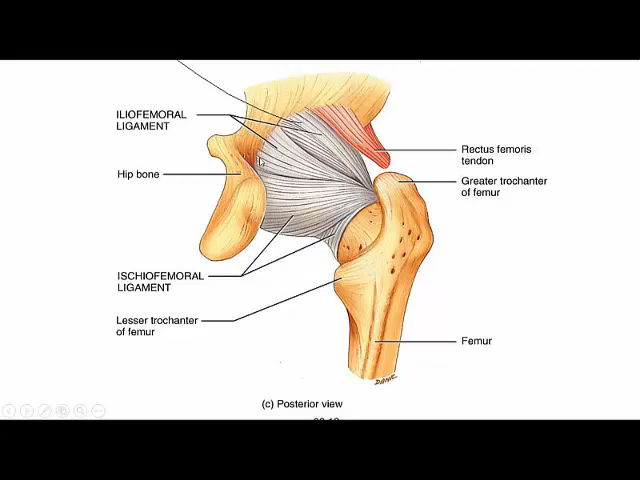 ILIOFEMORAL
LIGAMENT
Hip bone
ISCHIOFEMORAL
LIGAMENT
Lesser trochanter
of femur
Rectus femoris
tendon
Greater trochanter
of femur
Femur
(c) Posterior view